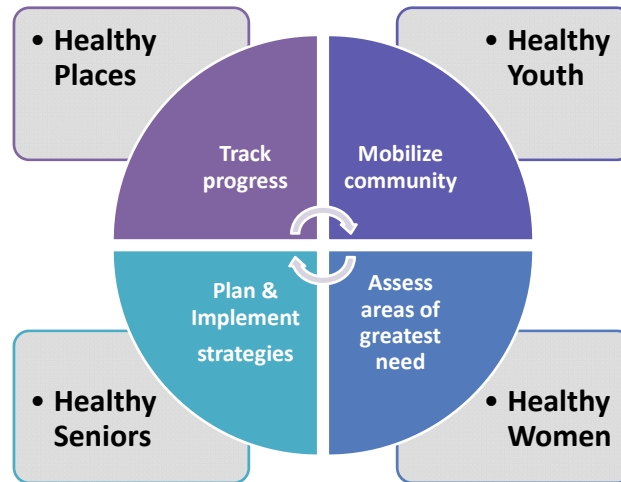 • Healthy
Places
• Healthy
Youth
Track
progress
Mobilize
community
Plan &
Implement
strategies
Assess
areas of
greatest
need
• Healthy
Seniors
• Healthy
Women